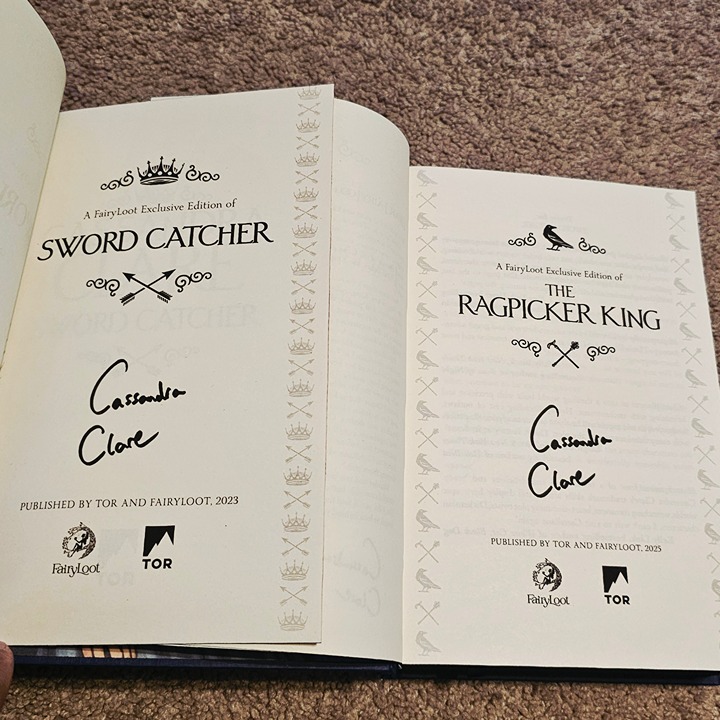 A FairyLoot Exclusive Edition of
SWORD CATCHER
Cassandra
Clare
PUBLISHED BY TOR AND FAIRYLOOT, 2023
FairyLoot
TOR
A FairyLoot Exclusive Edition of
THE
RAGPICKER KING
Cassandra
Clare
PUBLISHED BY TOR AND FAIRYLOOT, 2025
FairyLoot
TOR